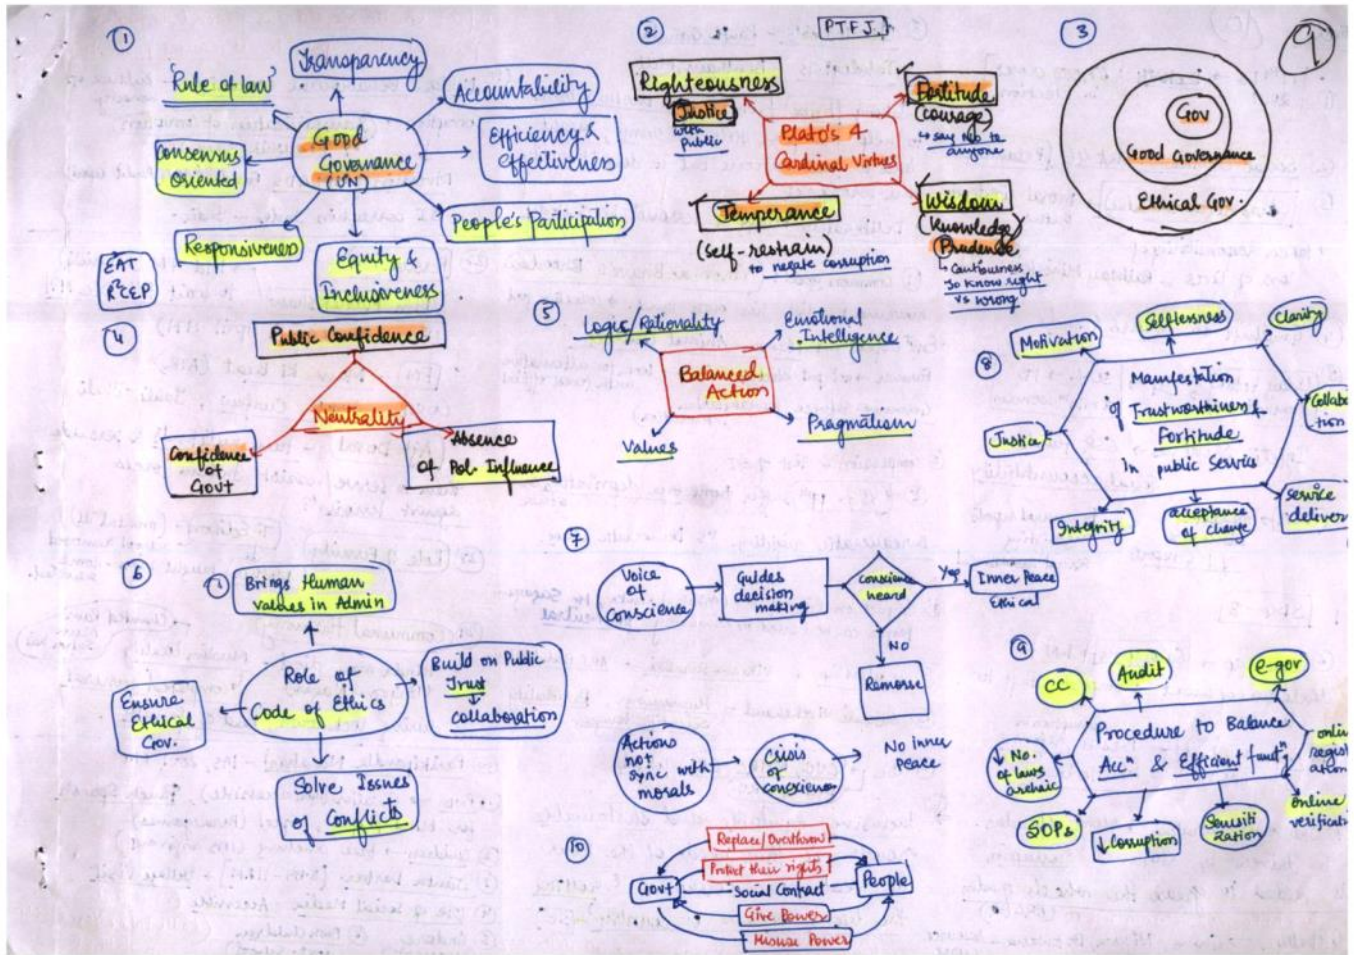 ①
Transparency
"Rule of law"
Accountability
Good
Governance
(UN)
Efficiency &
effectiveness
Consensus
Oriented
People's Participation
Responsiveness
Equity &
Inclusiveness
EAT
R²CEP
②
PTFJ
Righteousness
Justice
with
Public
Fortitude
(courage)
↳ say no to
anyone
Plato's 4
Cardinal Virtues
Temperance
(self-restrain)
to negate corruption
Wisdom
Knowledge
Prudence
↳ Cautiousness
to know right
vs wrong
③
9
Gov
Good Governance
Ethical Gov.
④
Public Confidence
Neutrality
Confidence
of
Govt
Absence
of Pol. Influence
⑤
Logic/Rationality
Emotional
Intelligence
Balanced
Action
Values
Pragmatism
⑧
Motivation
Selflessness
Clarity
Manifestation
of Trustworthiness &
Fortitude
In public Service
Collabo
tion
Justice
Integrity
acceptance
of change
service
deliver
⑥
Brings Human
values in Admin
Role of
Code of Ethics
Build on Public
Trust
↓
collaboration
Ensure
Ethical
Gov.
Solve Issues
of Conflicts
⑦
Voice
of
Conscience
Guides
decision
making
conscience
heard
Yes
Inner Peace
Ethical
NO
Remorse
Actions
not
sync with
morals
Crisis
of
conscience
No inner
peace
⑨
CC
Audit
e-gov
Procedure to Balance
Accⁿ & Efficient functⁿg
↓ No.
of laws
archaic
onlin
regist
ation
online
verificati
SOPs
↓ Corruption
Sensiti
zation
⑩
Replace/Overthrow
Protect their rights
Govt
Social Contract
People
Give Power
Misuse Power